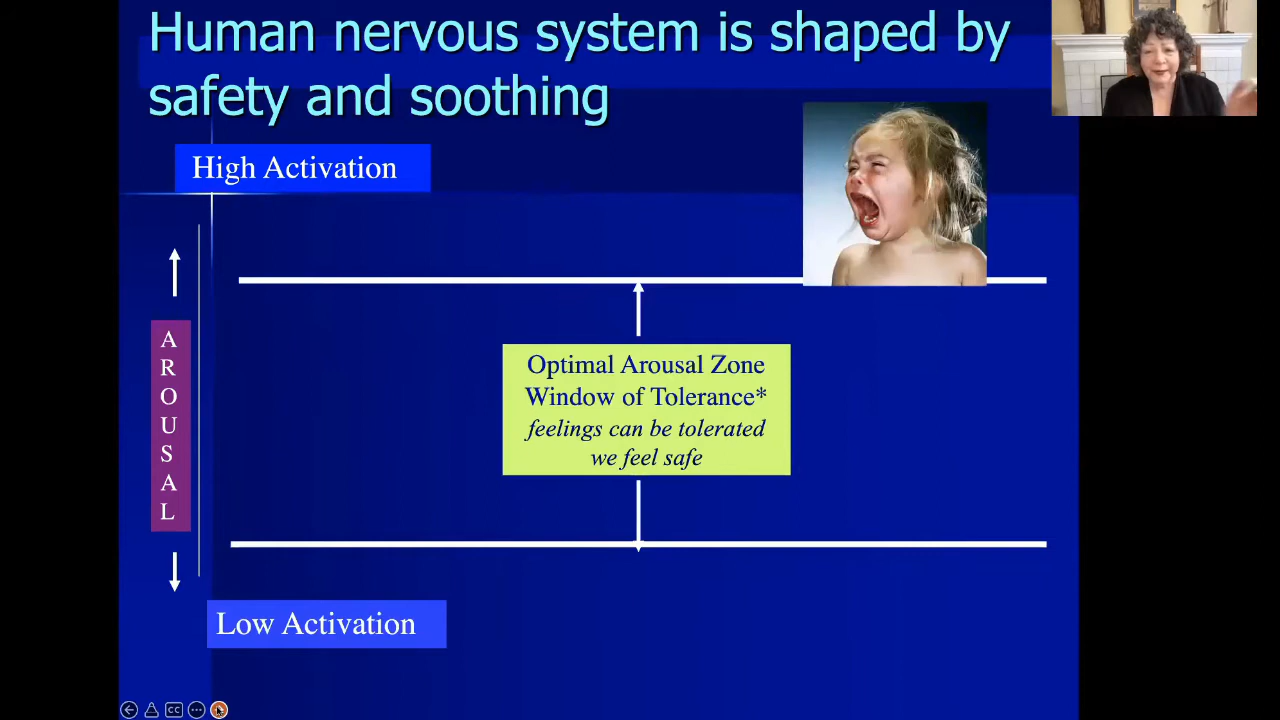 Human nervous system is shaped by
safety and soothing
High Activation
A
R
O
U
S
A
L
Optimal Arousal Zone
Window of Tolerance*
feelings can be tolerated
we feel safe
Low Activation
CC